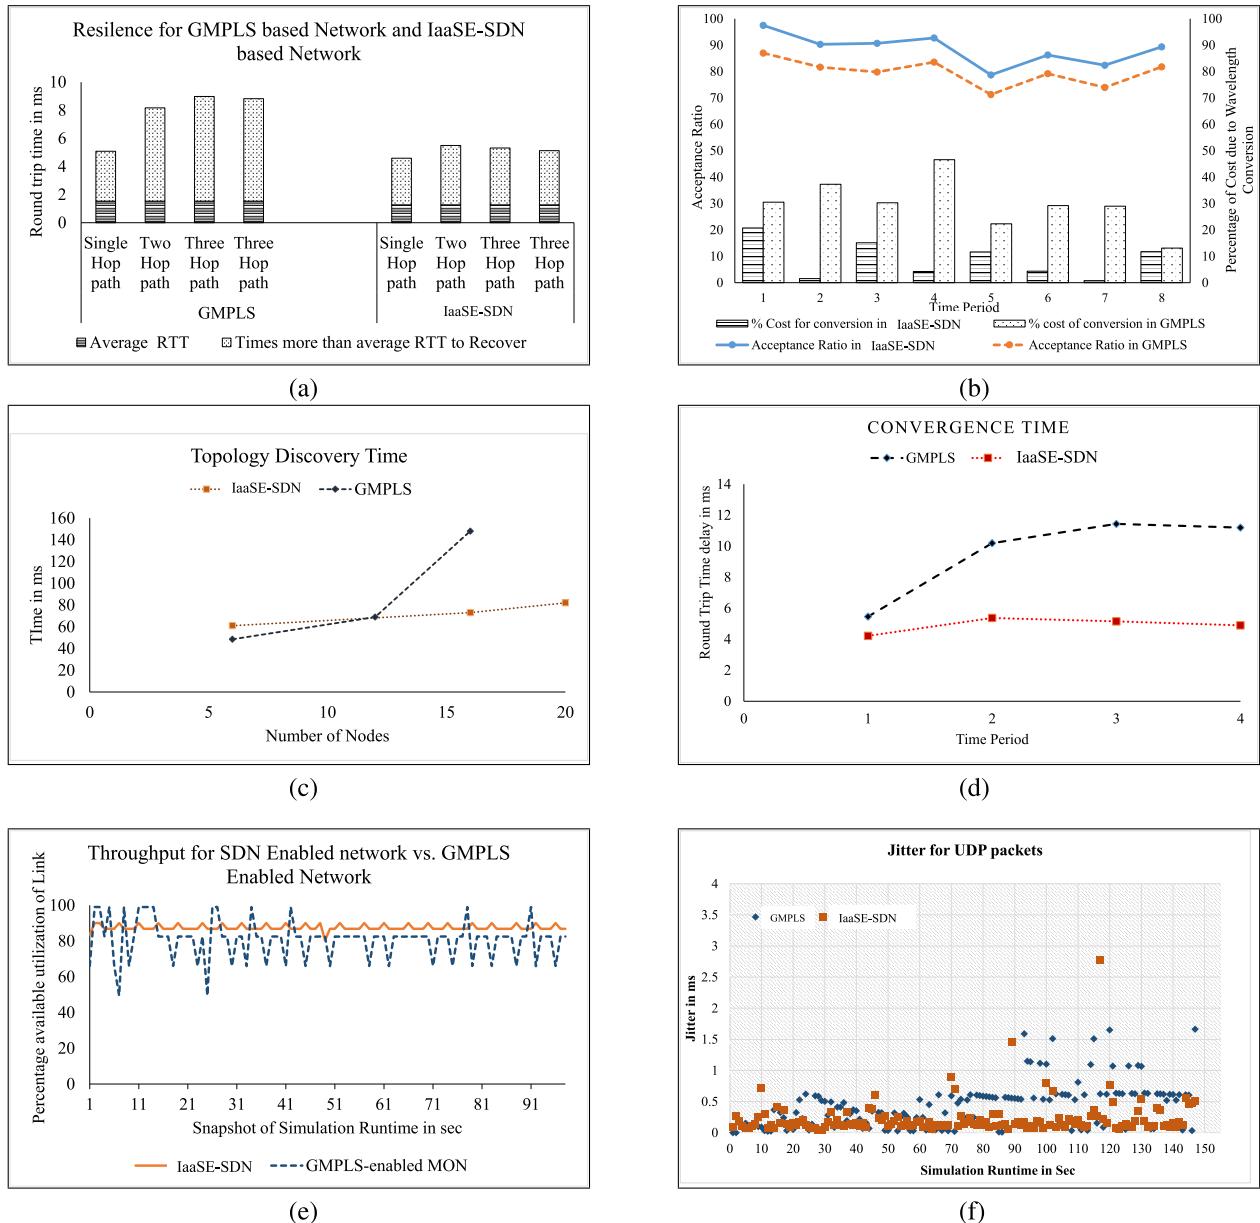 Resilence for GMPLS based Network and IaaSE-SDN
based Network
Round trip time in ms
10
8
6
4
2
0
Single Hop path
Two Hop path
Three Hop path
Three Hop path
Single Hop path
Two Hop path
Three Hop path
Three Hop path
GMPLS
IaaSE-SDN
Average RTT
Times more than average RTT to Recover
(a)
Acceptance Ratio
100
90
80
70
60
50
40
30
20
10
0
100
90
80
70
60
50
40
30
20
10
0
Percentage of Cost due to Wavelength
Conversion
1 2 3 4 5 6 7 8
Time Period
% Cost for conversion in IaaSE-SDN
% cost of conversion in GMPLS
Acceptance Ratio in IaaSE-SDN
Acceptance Ratio in GMPLS
(b)
Topology Discovery Time
IaaSE-SDN
GMPLS
TIme in ms
160
140
120
100
80
60
40
20
0
0 5 10 15 20
Number of Nodes
(c)
CONVERGENCE TIME
GMPLS
IaaSE-SDN
Round Trip Time delay in ms
14
12
10
8
6
4
2
0
0 1 2 3 4
Time Period
(d)
Throughput for SDN Enabled network vs. GMPLS
Enabled Network
Percentage available utilization of Link
100
80
60
40
20
0
1 11 21 31 41 51 61 71 81 91
Snapshot of Simulation Runtime in sec
IaaSE-SDN
GMPLS-enabled MON
(e)
Jitter for UDP packets
GMPLS
IaaSE-SDN
Jitter in ms
4
3.5
3
2.5
2
1.5
1
0.5
0
0 10 20 30 40 50 60 70 80 90 100 110 120 130 140 150
Simulation Runtime in Sec
(f)